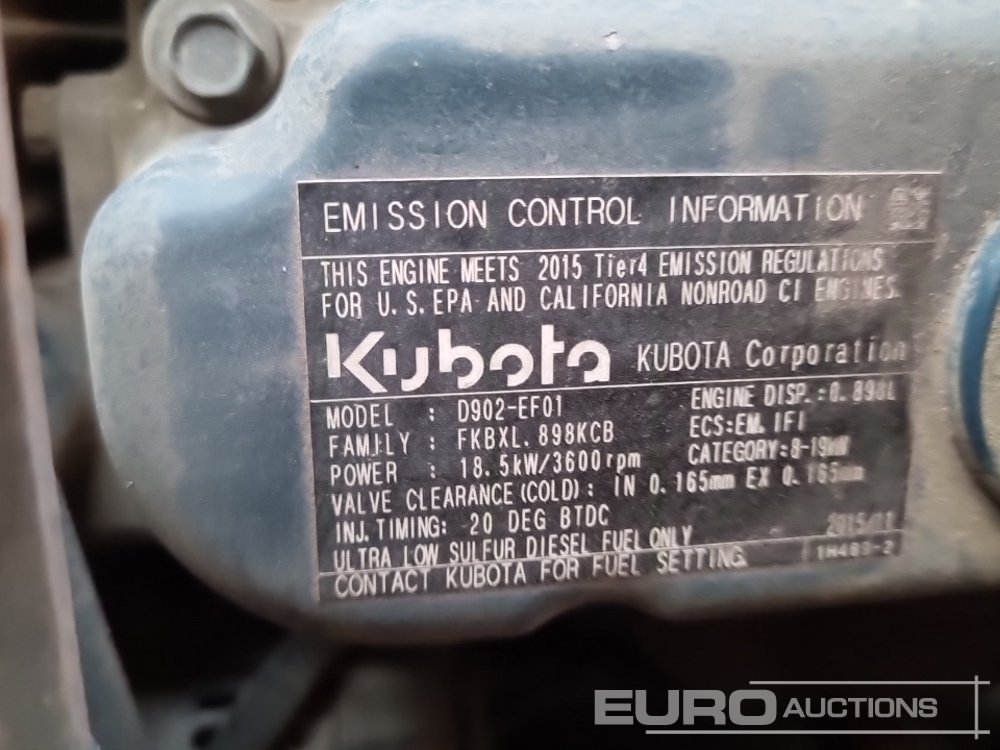 EMISSION CONTROL INFORMATION
THIS ENGINE MEETS 2015 Tier4 EMISSION REGULATIONS
FOR U.S. EPA AND CALIFORNIA NONROAD CI ENGINES.
Kubota KUBOTA Corporation
MODEL : D902-EF01 ENGINE DISP.:0.898L
FAMILY : FKBXL.898KCB ECS:EM, IFI
POWER : 18.5kW/3600rpm CATEGORY:8-19kW
VALVE CLEARANCE(COLD): IN 0.165mm EX 0.165mm
INJ. TIMING: 20 DEG BTDC
ULTRA LOW SULFUR DIESEL FUEL ONLY 2015/11
CONTACT KUBOTA FOR FUEL SETTING.
EURO AUCTIONS